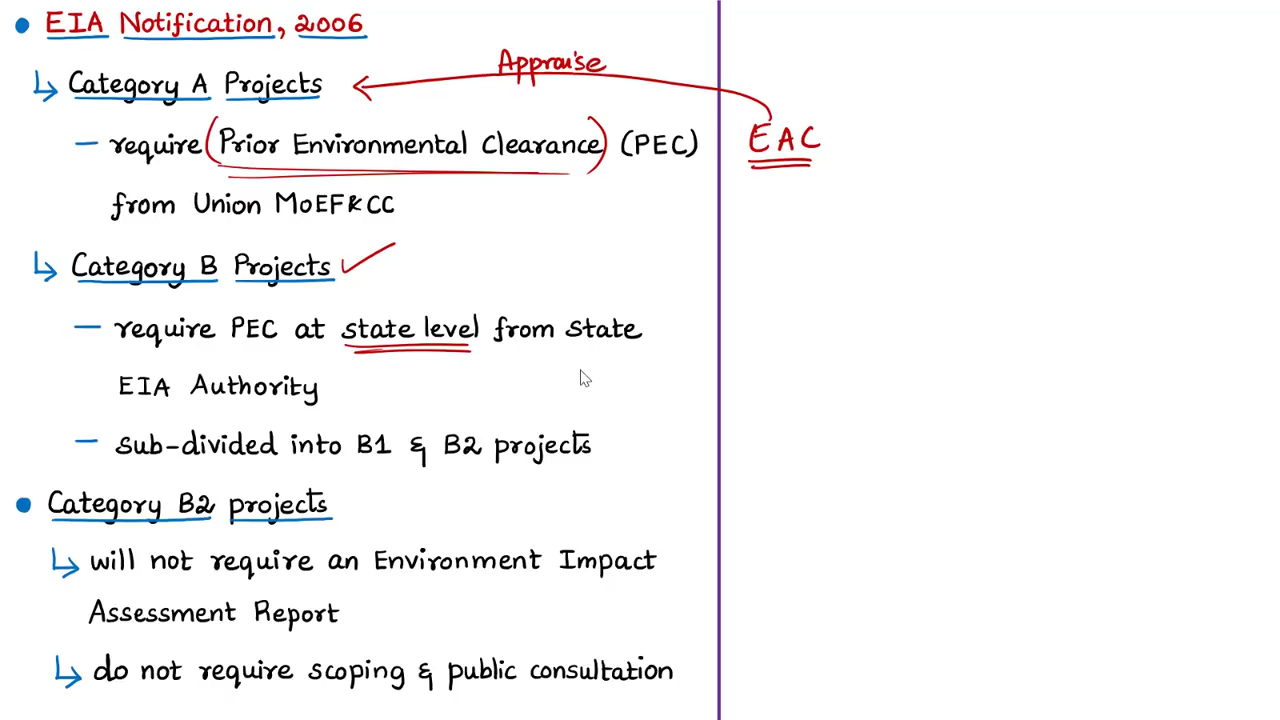 EIA Notification, 2006
Appraise
Category A Projects
– require (Prior Environmental Clearance) (PEC)
EAC
from Union MoEF&CC
Category B Projects
– require PEC at state level from state
EIA Authority
– sub-divided into B1 & B2 projects
Category B2 projects
will not require an Environment Impact
Assessment Report
do not require scoping & public consultation